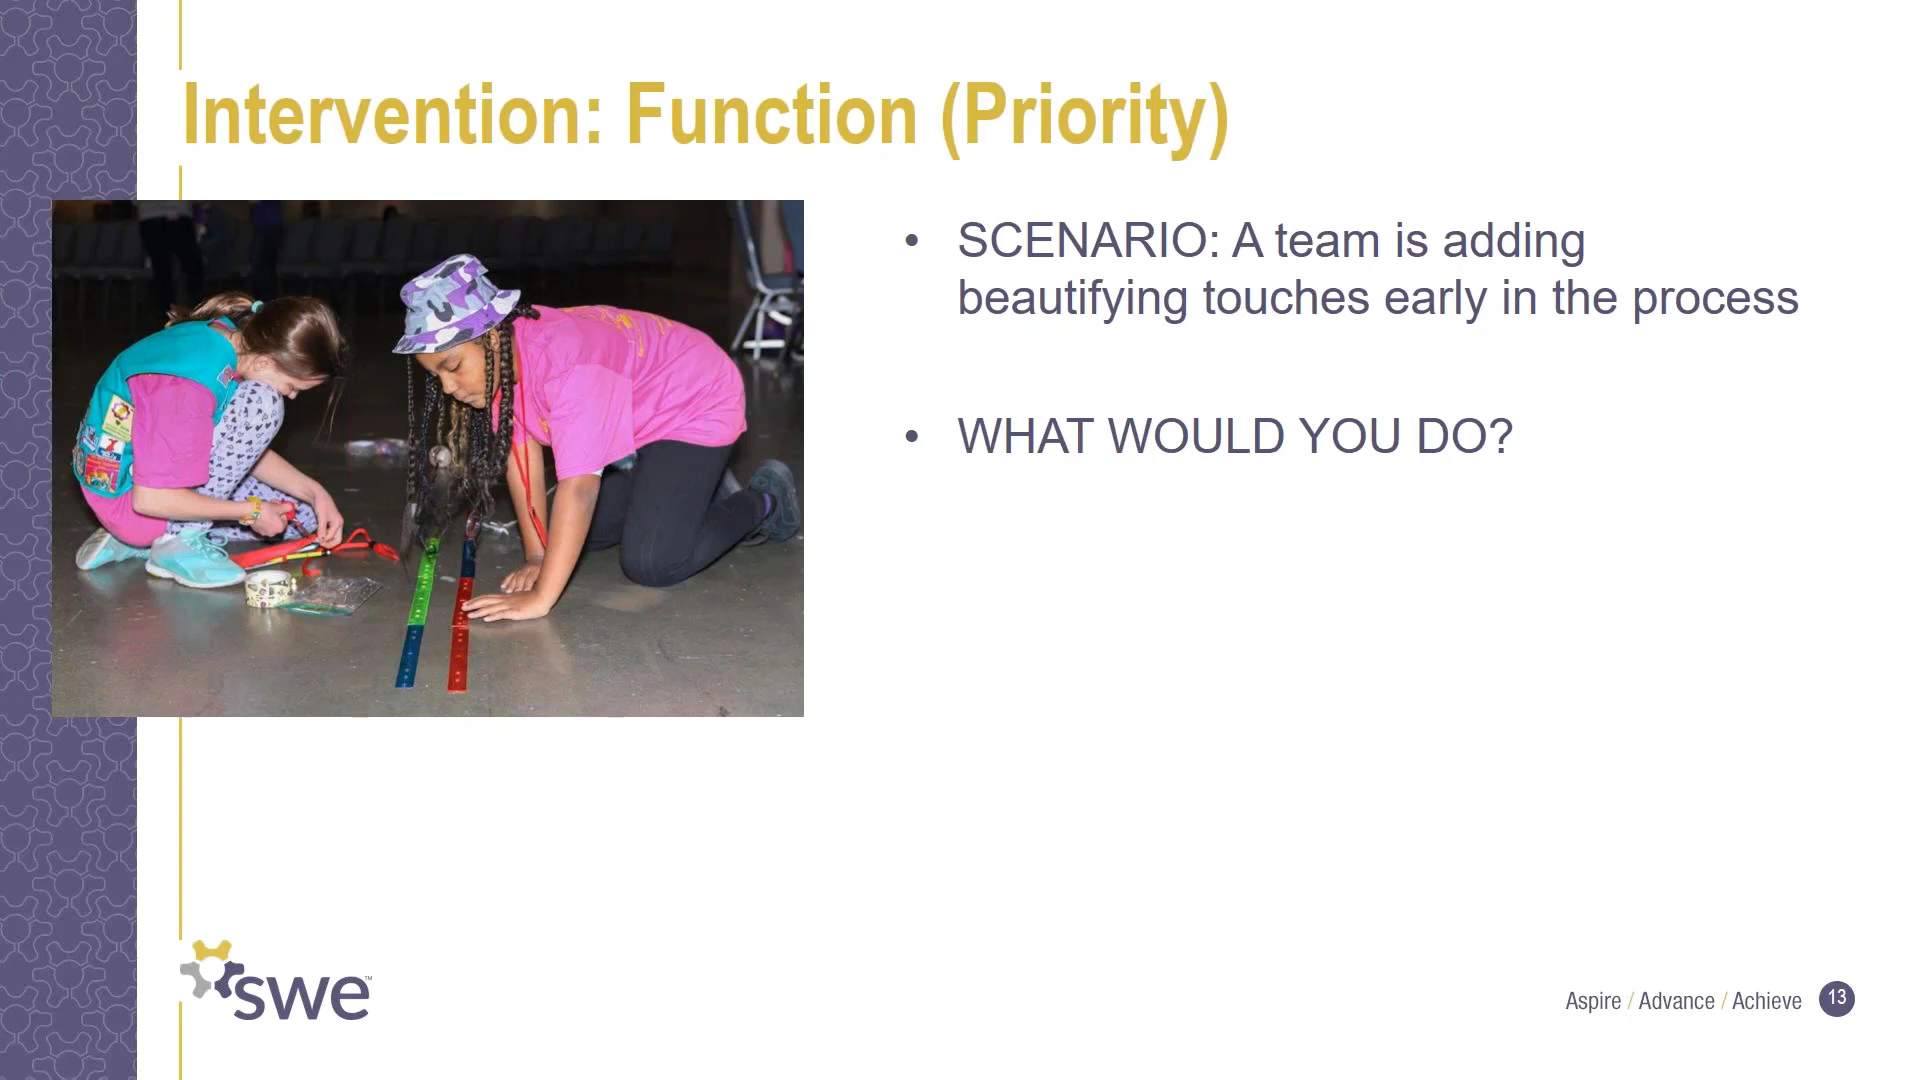 Intervention: Function (Priority)
• SCENARIO: A team is adding
beautifying touches early in the process
• WHAT WOULD YOU DO?
swe™
Aspire / Advance / Achieve 13